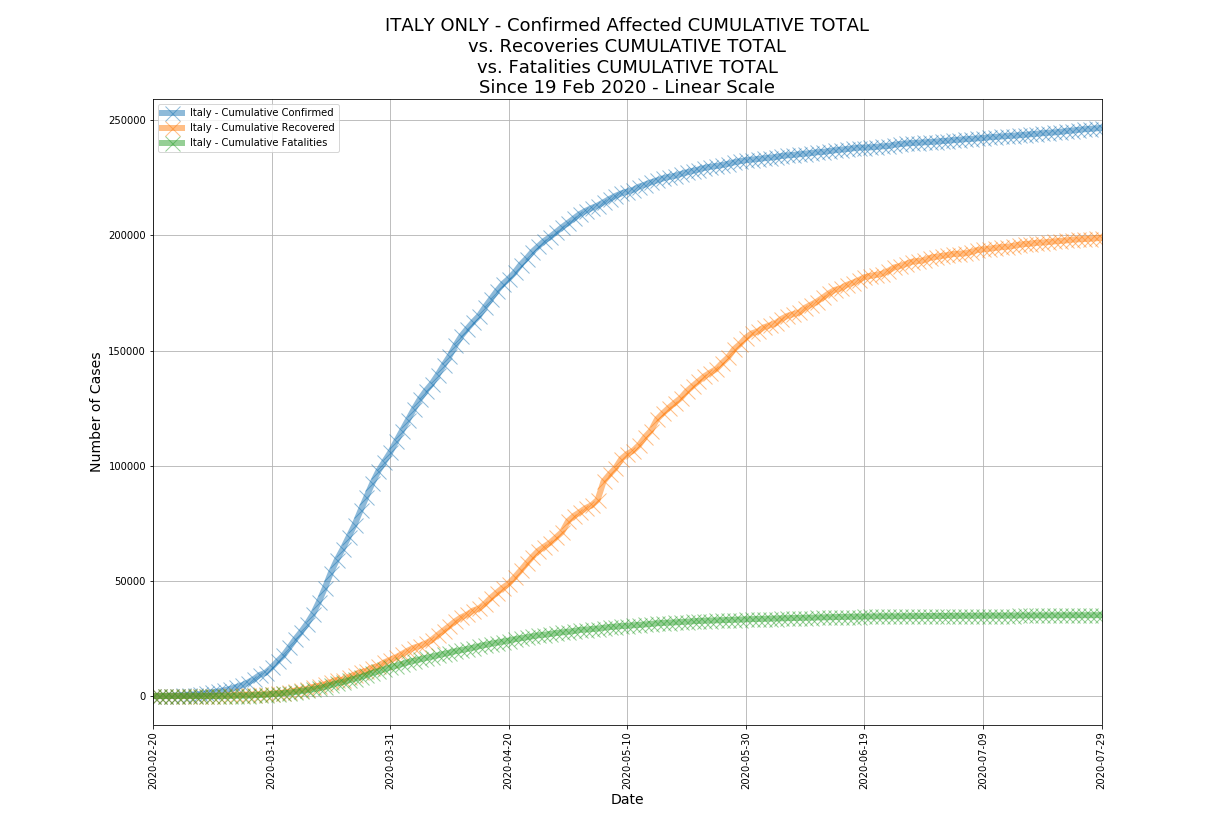 ITALY ONLY - Confirmed Affected CUMULATIVE TOTAL
vs. Recoveries CUMULATIVE TOTAL
vs. Fatalities CUMULATIVE TOTAL
Since 19 Feb 2020 - Linear Scale
Italy - Cumulative Confirmed
Italy - Cumulative Recovered
Italy - Cumulative Fatalities
Number of Cases
250000
200000
150000
100000
50000
0
2020-02-20
2020-03-11
2020-03-31
2020-04-20
2020-05-10
2020-05-30
2020-06-19
2020-07-09
2020-07-29
Date